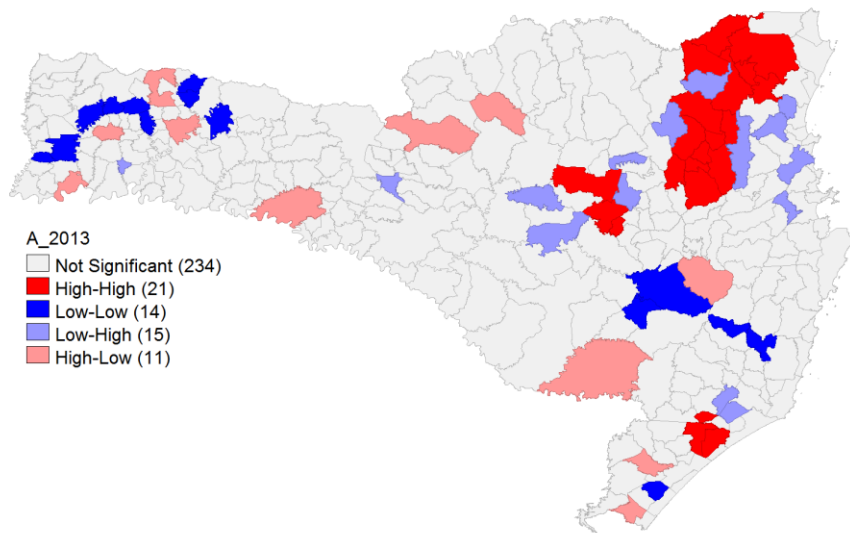 A_2013
Not Significant (234)
High-High (21)
Low-Low (14)
Low-High (15)
High-Low (11)